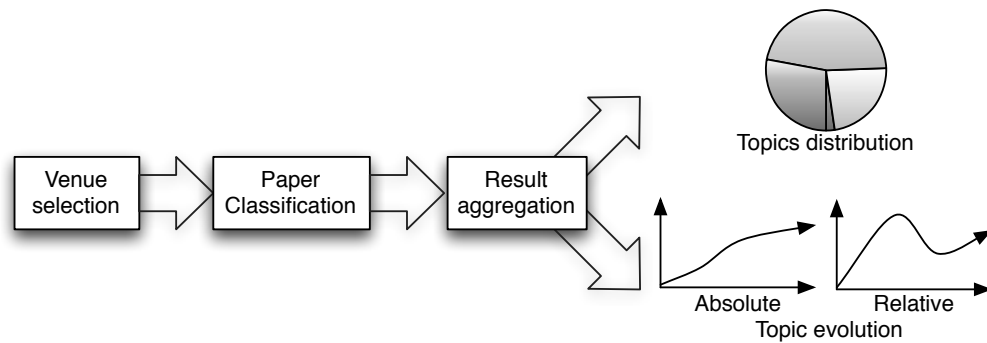 Venue
selection
Paper
Classification
Result
aggregation
Topics distribution
Absolute
Relative
Topic evolution